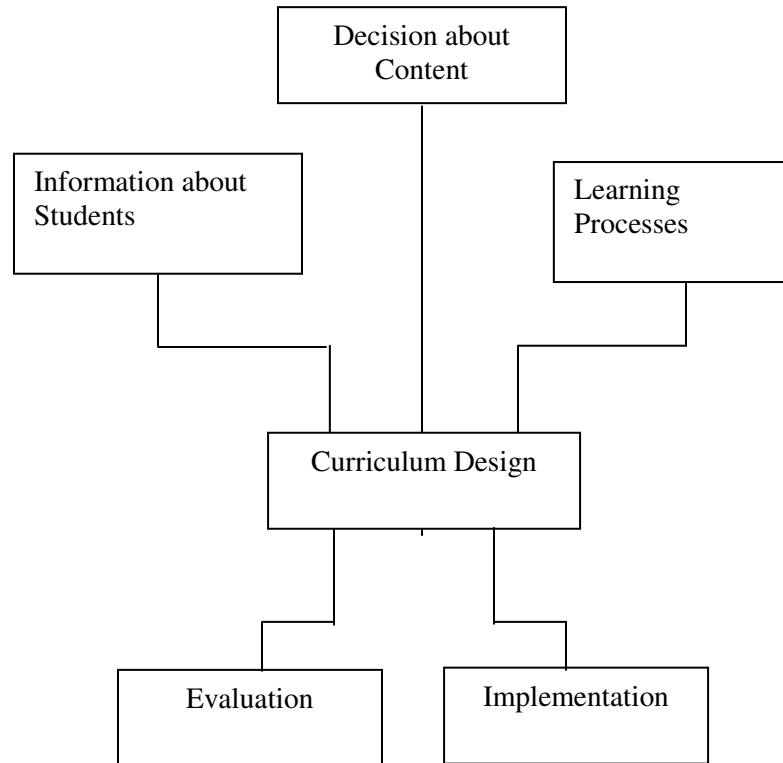 Decision about
Content
Information about
Students
Learning
Processes
Curriculum Design
Evaluation
Implementation